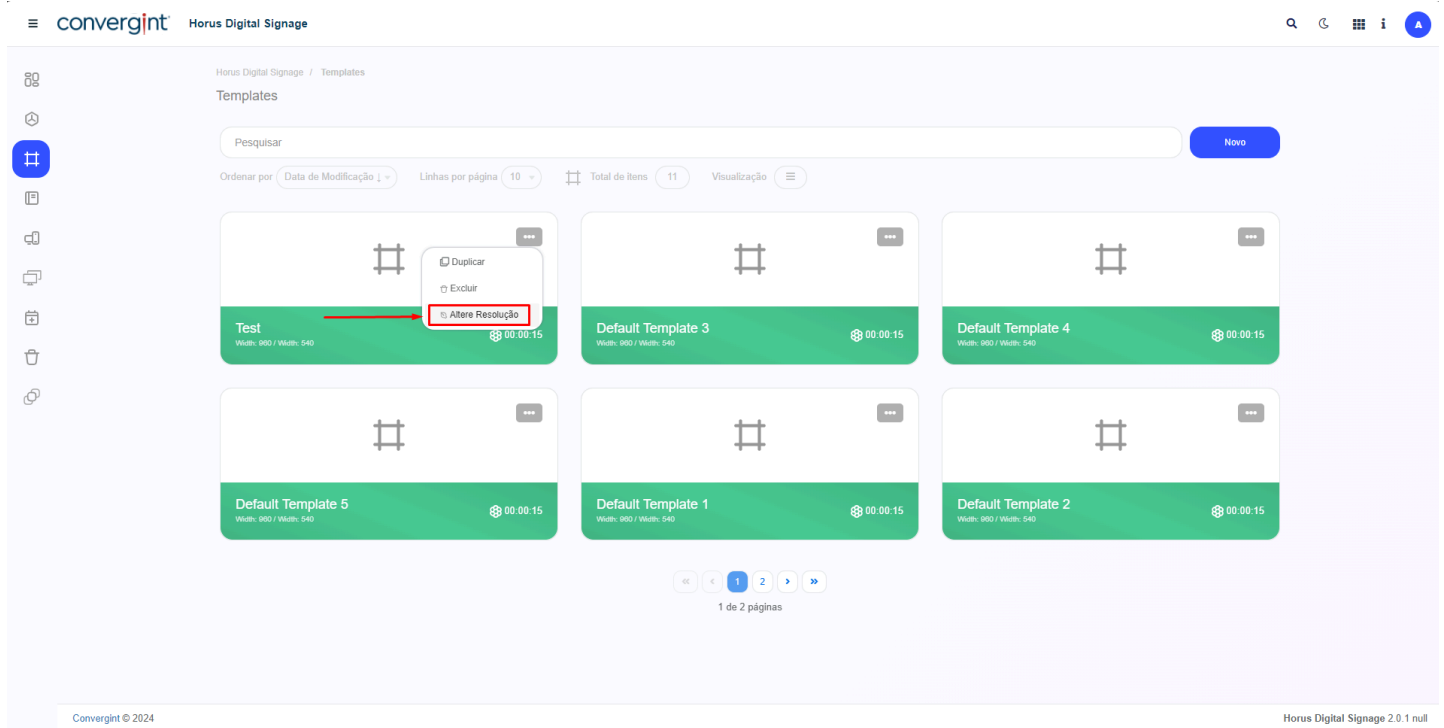 convergint Horus Digital Signage i A
Horus Digital Signage / Templates
Templates
Pesquisar Novo
Ordenar por Data de Modificação ↓ Linhas por página 10 Total de itens 11 Visualização
Duplicar
Excluir
Altere Resolução
Test 00:00:15
Width: 960 / Width: 540
Default Template 3 00:00:15
Width: 960 / Width: 540
Default Template 4 00:00:15
Width: 960 / Width: 540
Default Template 5 00:00:15
Width: 960 / Width: 540
Default Template 1 00:00:15
Width: 960 / Width: 540
Default Template 2 00:00:15
Width: 960 / Width: 540
« ‹ 1 2 › »
1 de 2 páginas
Convergint © 2024 Horus Digital Signage 2.0.1 null